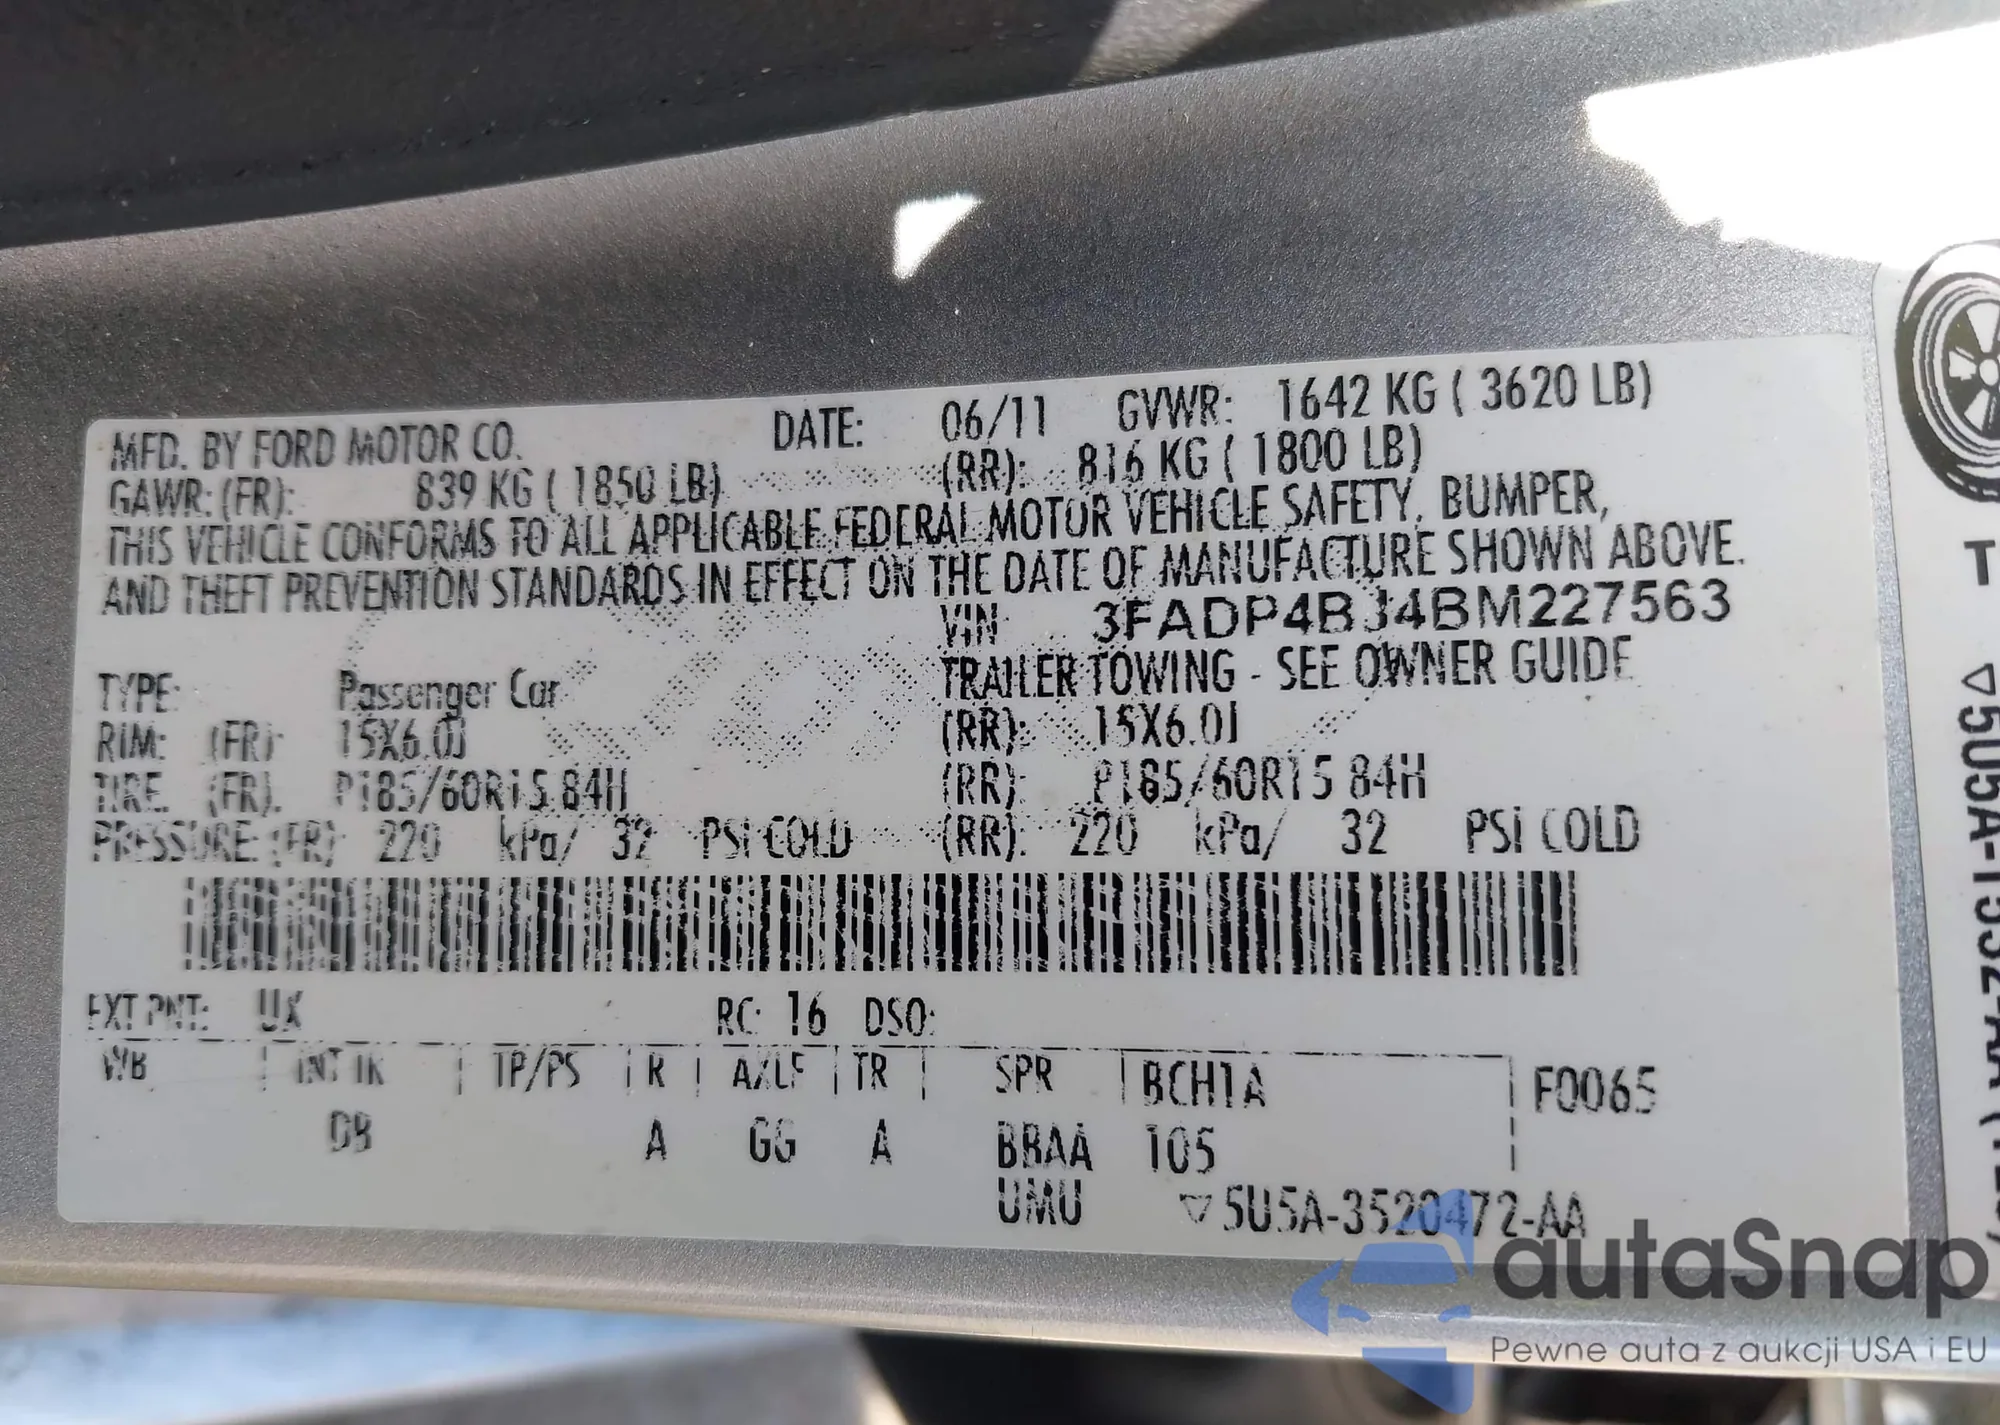 MFD. BY FORD MOTOR CO. DATE: 06/11 GVWR: 1642 KG ( 3620 LB)
GAWR: (FR): 839 KG ( 1850 LB) (RR): 816 KG ( 1800 LB)
THIS VEHICLE CONFORMS TO ALL APPLICABLE FEDERAL MOTOR VEHICLE SAFETY, BUMPER,
AND THEFT PREVENTION STANDARDS IN EFFECT ON THE DATE OF MANUFACTURE SHOWN ABOVE.
VIN: 3FADP4BJ4BM227563
TYPE: Passenger Car TRAILER TOWING - SEE OWNER GUIDE
RIM: (FR): 15X6.0J (RR): 15X6.0J
TIRE: (FR): P185/60R15 84H (RR): P185/60R15 84H
PRESSURE: (FR): 220 kPa/ 32 PSI COLD (RR): 220 kPa/ 32 PSI COLD
EXT PNT: UX RC: 16 DSO:
WB INT TR TP/PS R AXLE TR SPR BCH1A F0065
DB A GG A BBAA 105
UMU ▽5U5A-3520472-AA
T
▽5U5A-1532-AA
autaSnap
Pewne auta z aukcji USA i EU